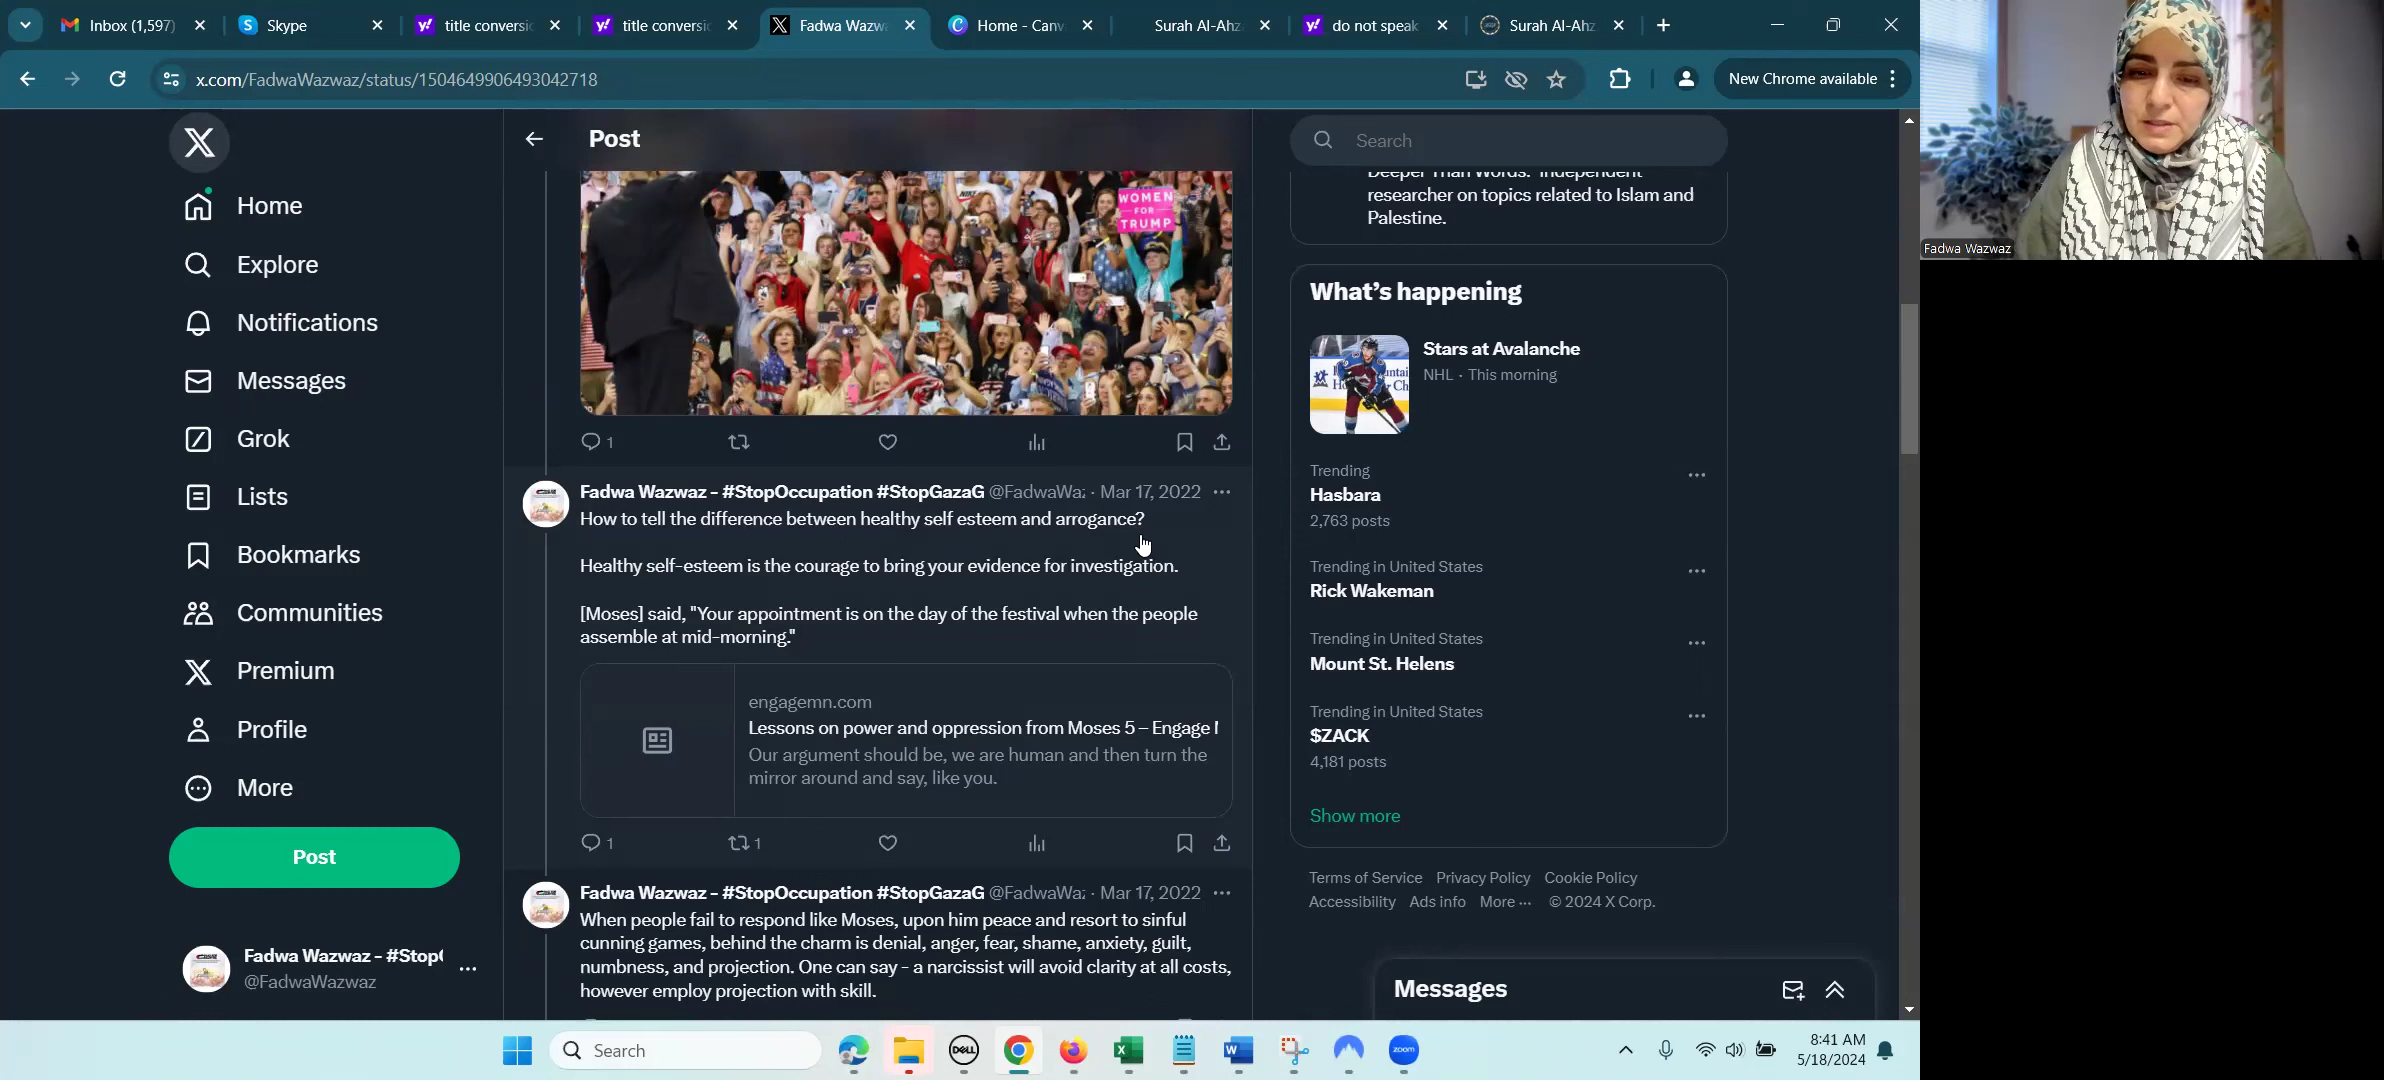 Inbox (1,597)
Skype
title conversi
title conversi
Fadwa Wazw
Home - Canv
Surah Al-Ahz
do not speak
Surah Al-Ahz
x.com/FadwaWazwaz/status/1504649906493042718
New Chrome available
Home
Explore
Notifications
Messages
Grok
Lists
Bookmarks
Communities
Premium
Profile
More
Post
Fadwa Wazwaz - #Stop
@FadwaWazwaz
Post
WOMEN
FOR
TRUMP
1
Fadwa Wazwaz - #StopOccupation #StopGazaG @FadwaWa: · Mar 17, 2022
How to tell the difference between healthy self esteem and arrogance?
Healthy self-esteem is the courage to bring your evidence for investigation.
[Moses] said, "Your appointment is on the day of the festival when the people
assemble at mid-morning."
engagemn.com
Lessons on power and oppression from Moses 5 – Engage
Our argument should be, we are human and then turn the
mirror around and say, like you.
1
1
Fadwa Wazwaz - #StopOccupation #StopGazaG @FadwaWa: · Mar 17, 2022
When people fail to respond like Moses, upon him peace and resort to sinful
cunning games, behind the charm is denial, anger, fear, shame, anxiety, guilt,
numbness, and projection. One can say - a narcissist will avoid clarity at all costs,
however employ projection with skill.
Search
Deeper Than Words." Independent
researcher on topics related to Islam and
Palestine.
What's happening
Stars at Avalanche
NHL · This morning
Trending
Hasbara
2,763 posts
Trending in United States
Rick Wakeman
Trending in United States
Mount St. Helens
Trending in United States
$ZACK
4,181 posts
Show more
Terms of Service Privacy Policy Cookie Policy
Accessibility Ads info More ··· © 2024 X Corp.
Messages
Fadwa Wazwaz
Search
DELL
zoom
8:41 AM
5/18/2024